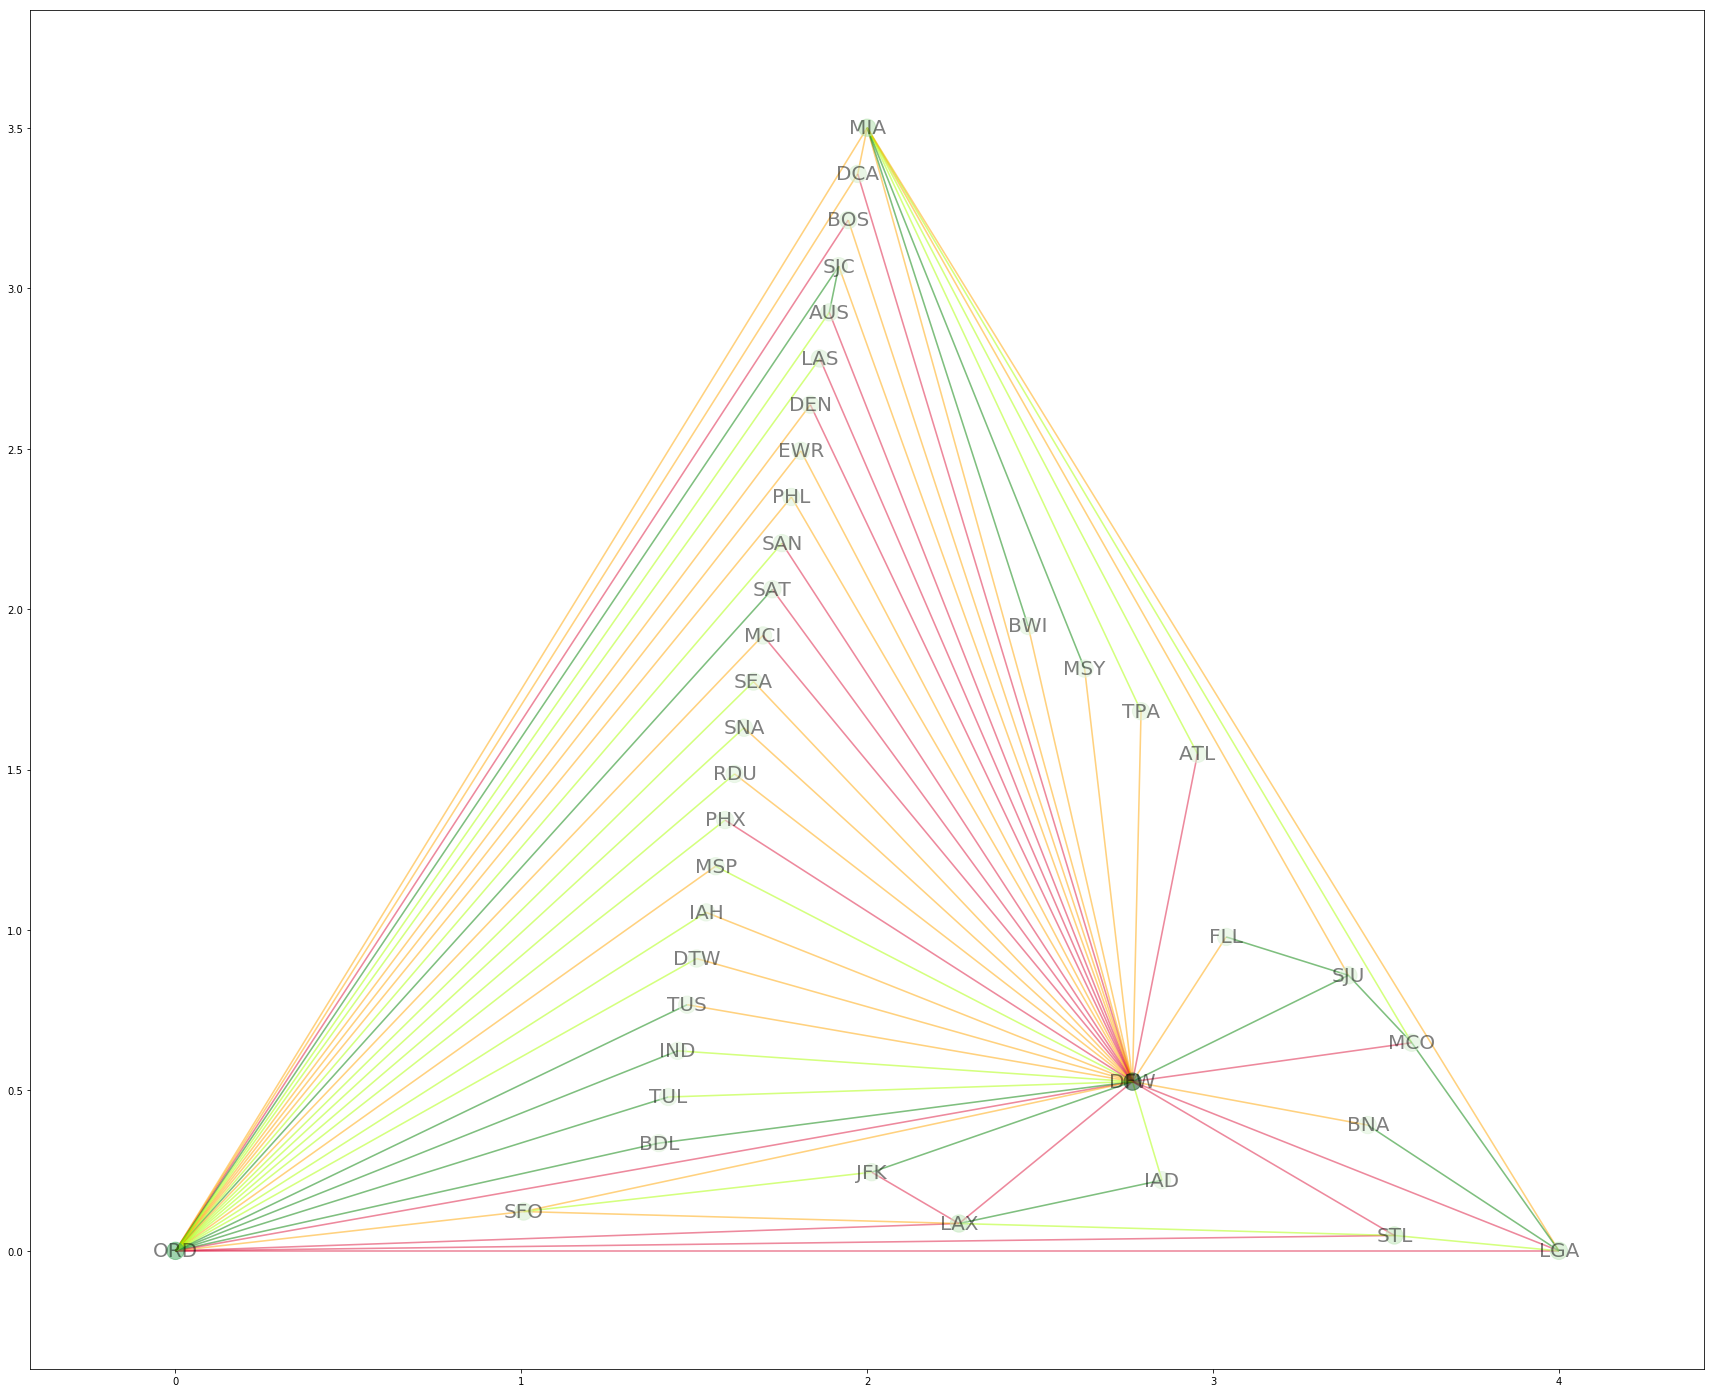 3.5
3.0
2.5
2.0
1.5
1.0
0.5
0.0
MIA
DCA
BOS
SJC
AUS
LAS
DEN
EWR
PHL
SAN
SAT
MCI
BWI
MSY
SEA
TPA
SNA
ATL
RDU
PHX
MSP
IAH
FLL
DTW
SJU
TUS
MCO
IND
DFW
TUL
BNA
BDL
JFK
IAD
SFO
LAX
STL
ORD
LGA
0 1 2 3 4